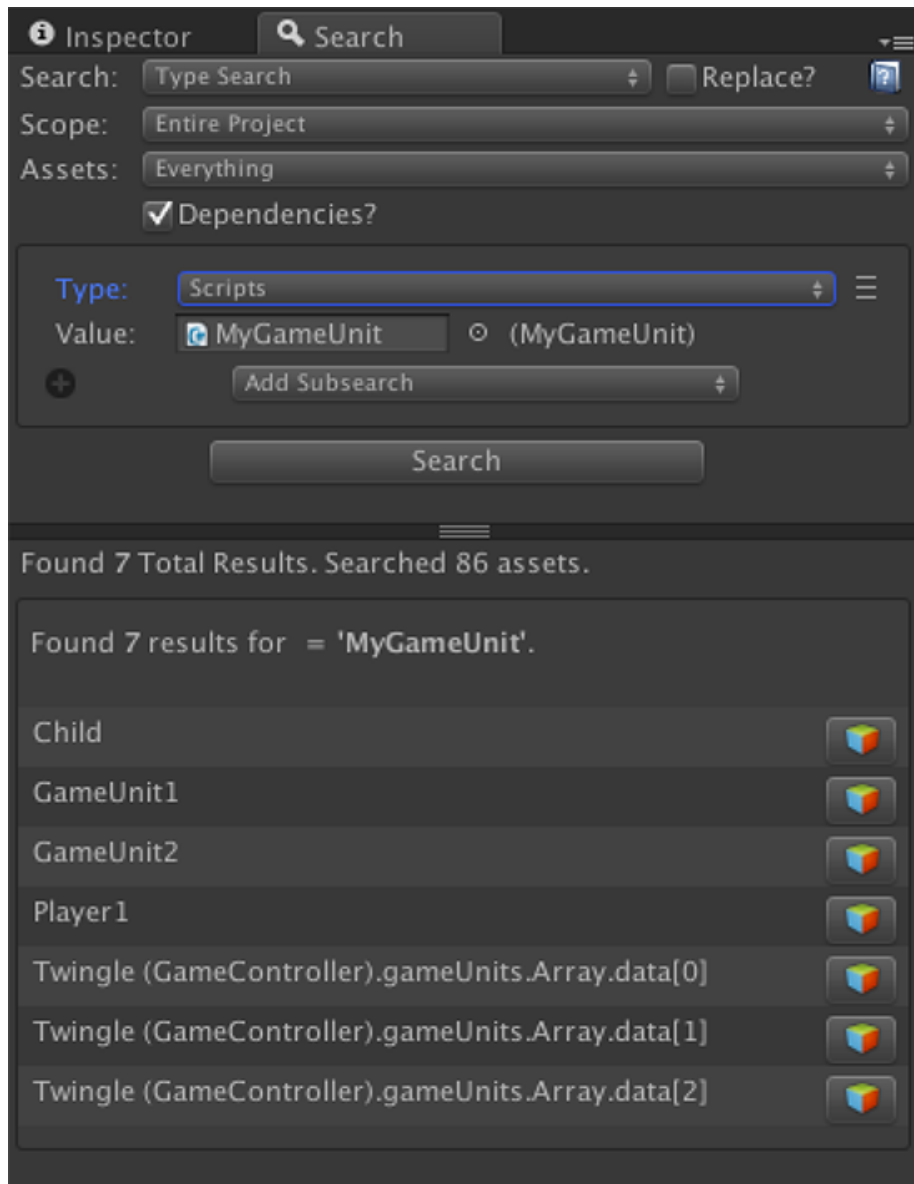 Inspector Search
Search: Type Search Replace?
Scope: Entire Project
Assets: Everything
Dependencies?
Type: Scripts
Value: MyGameUnit (MyGameUnit)
Add Subsearch
Search
Found 7 Total Results. Searched 86 assets.
Found 7 results for = 'MyGameUnit'.
Child
GameUnit1
GameUnit2
Player1
Twingle (GameController).gameUnits.Array.data[0]
Twingle (GameController).gameUnits.Array.data[1]
Twingle (GameController).gameUnits.Array.data[2]